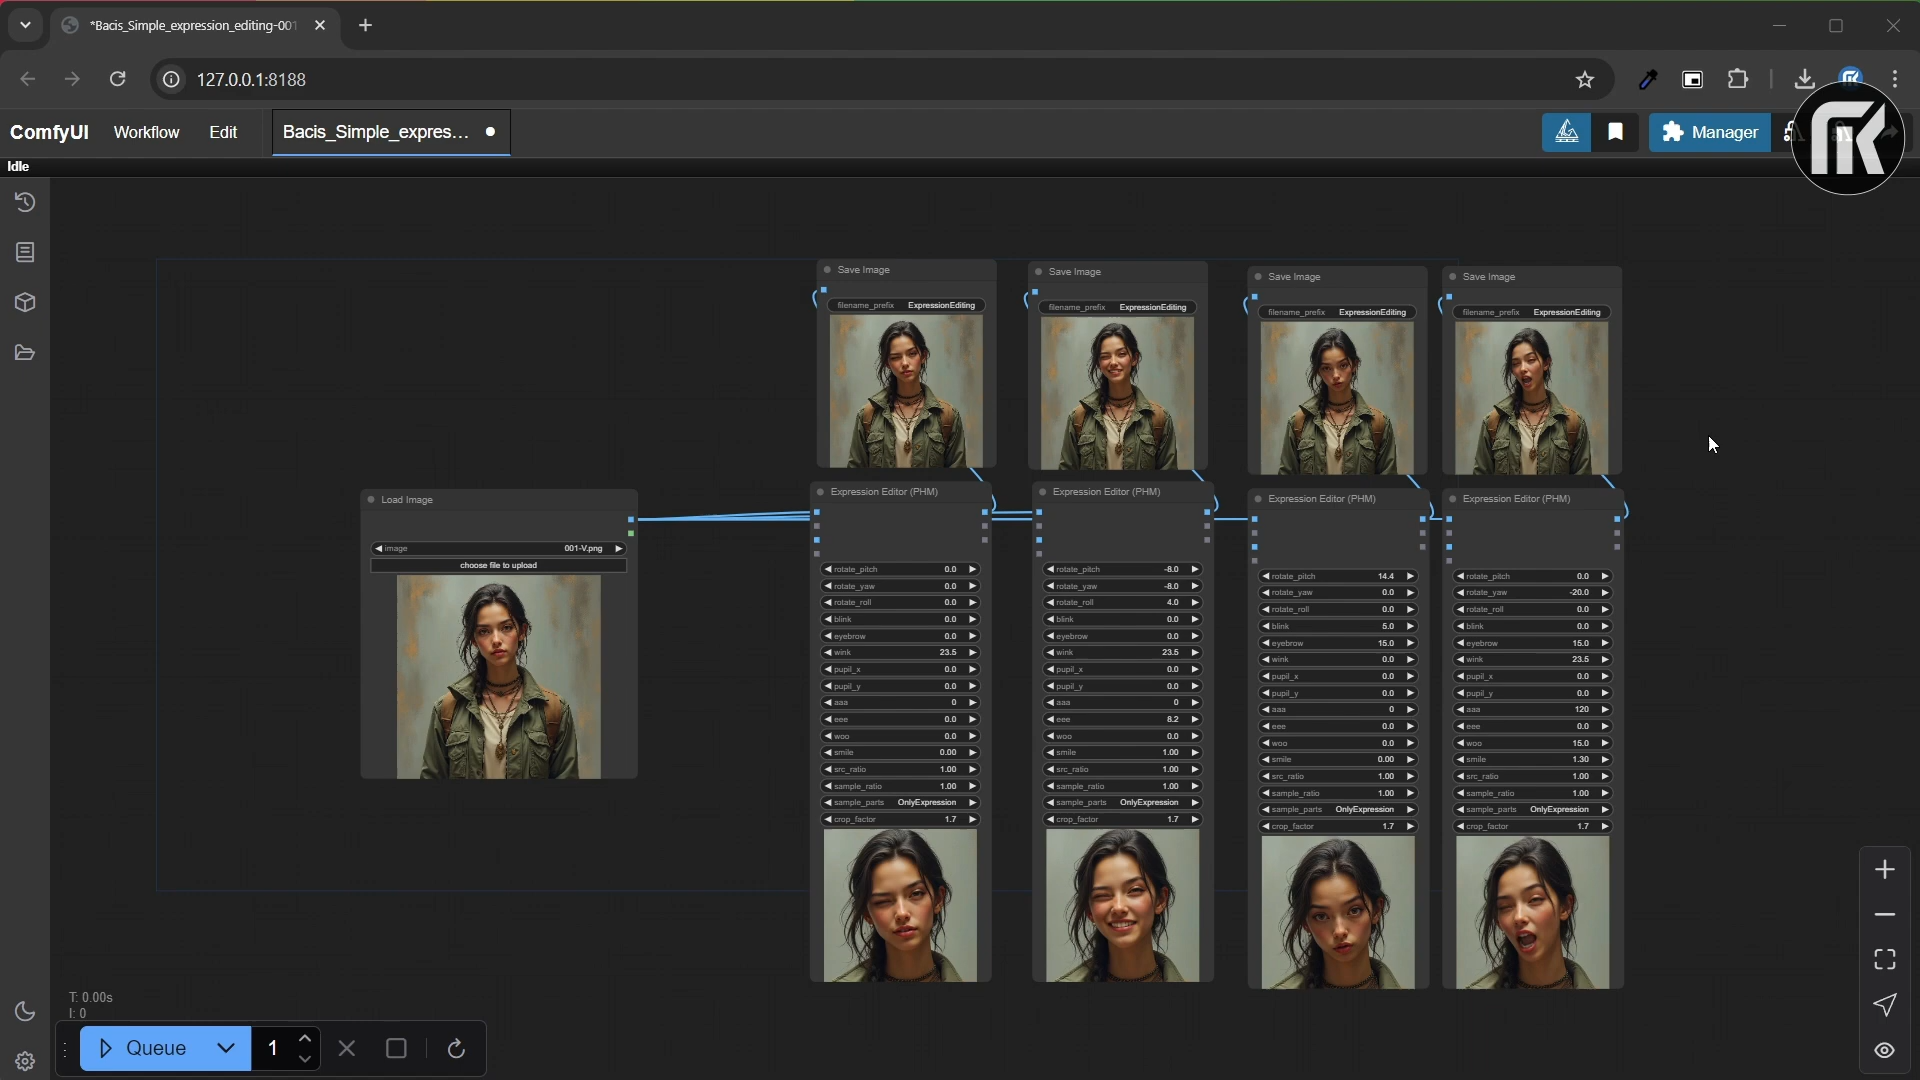 *Bacis_Simple_expression_editing-001
127.0.0.1:8188
ComfyUI Workflow Edit Bacis_Simple_expres... Manager
Idle
Save Image
filename_prefix ExpressionEditing
Save Image
filename_prefix ExpressionEditing
Save Image
filename_prefix ExpressionEditing
Save Image
filename_prefix ExpressionEditing
Load Image
image 001-V.png
choose file to upload
Expression Editor (PHM)
rotate_pitch 0.0
rotate_yaw 0.0
rotate_roll 0.0
blink 0.0
eyebrow 0.0
wink 23.5
pupil_x 0.0
pupil_y 0.0
aaa 0
eee 0.0
woo 0.0
smile 0.00
src_ratio 1.00
sample_ratio 1.00
sample_parts OnlyExpression
crop_factor 1.7
Expression Editor (PHM)
rotate_pitch -8.0
rotate_yaw -8.0
rotate_roll 4.0
blink 0.0
eyebrow 0.0
wink 23.5
pupil_x 0.0
pupil_y 0.0
aaa 0
eee 8.2
woo 0.0
smile 1.00
src_ratio 1.00
sample_ratio 1.00
sample_parts OnlyExpression
crop_factor 1.7
Expression Editor (PHM)
rotate_pitch 14.4
rotate_yaw 0.0
rotate_roll 0.0
blink 5.0
eyebrow 15.0
wink 0.0
pupil_x 0.0
pupil_y 0.0
aaa 0
eee 0.0
woo 0.0
smile 0.00
src_ratio 1.00
sample_ratio 1.00
sample_parts OnlyExpression
crop_factor 1.7
Expression Editor (PHM)
rotate_pitch 0.0
rotate_yaw -20.0
rotate_roll 0.0
blink 0.0
eyebrow 15.0
wink 23.5
pupil_x 0.0
pupil_y 0.0
aaa 120
eee 0.0
woo 15.0
smile 1.30
src_ratio 1.00
sample_ratio 1.00
sample_parts OnlyExpression
crop_factor 1.7
T: 0.00s
I: 0
Queue 1